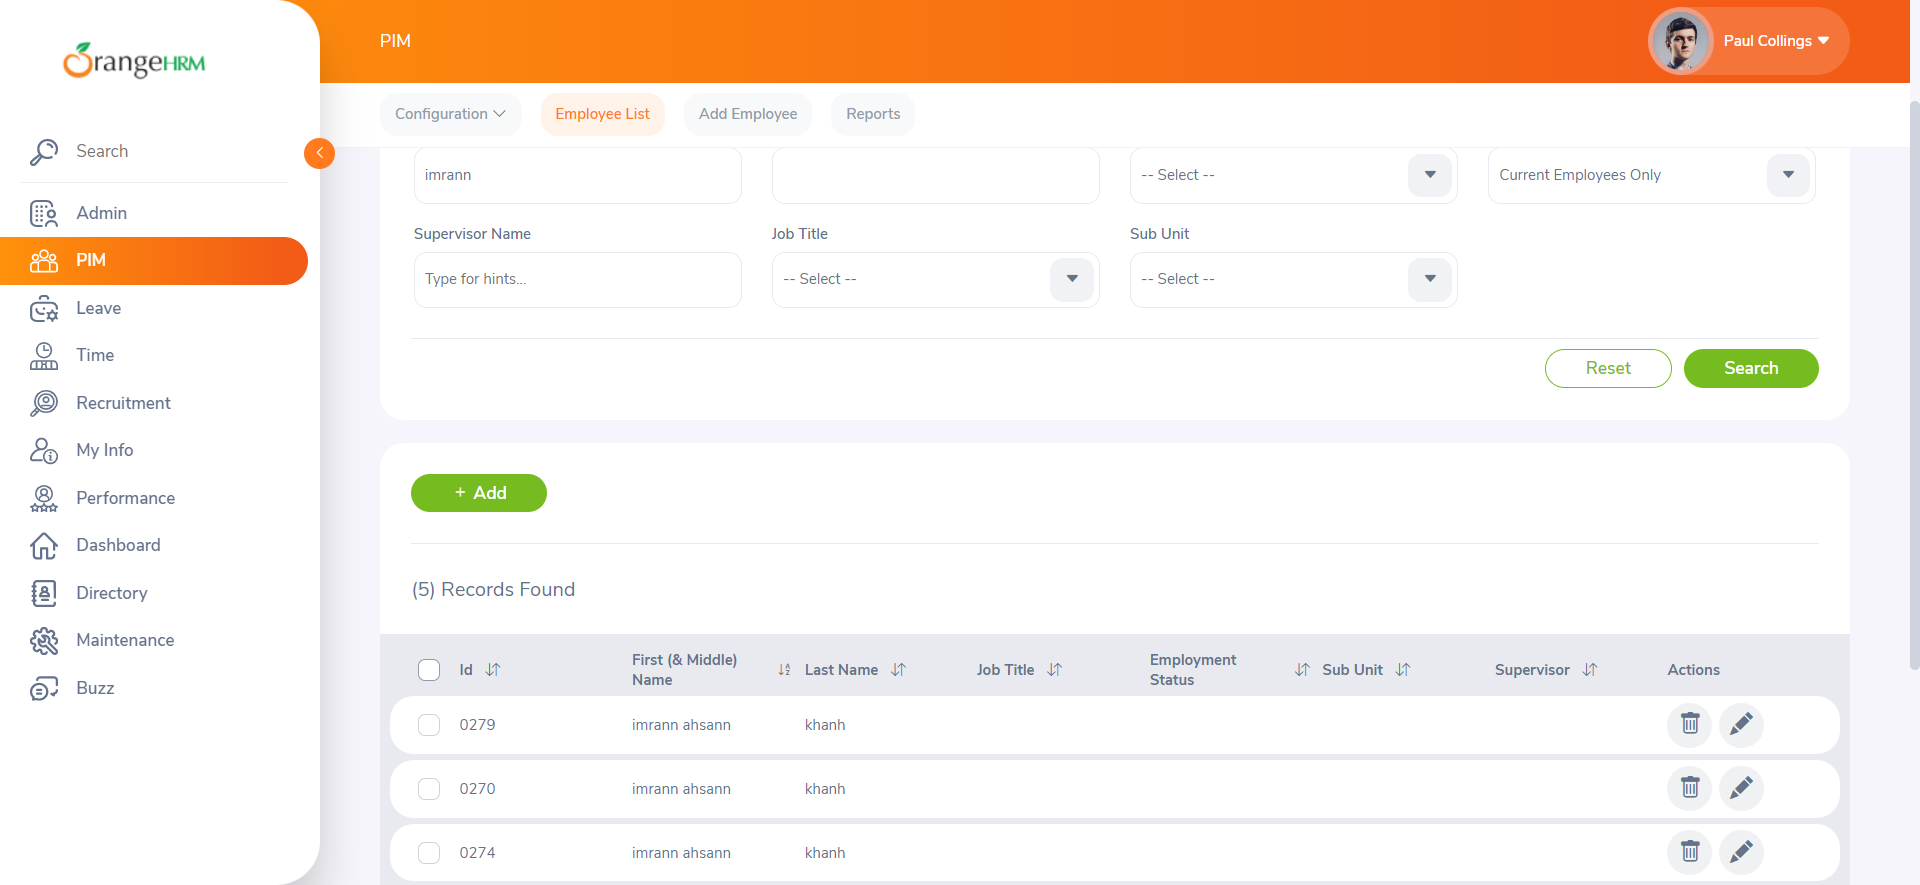 OrangeHRM
Search
Admin
PIM
Leave
Time
Recruitment
My Info
Performance
Dashboard
Directory
Maintenance
Buzz
PIM
Paul Collings
Configuration
Employee List
Add Employee
Reports
imrann
-- Select --
Current Employees Only
Supervisor Name
Job Title
Sub Unit
Type for hints...
-- Select --
-- Select --
Reset
Search
+ Add
(5) Records Found
Id
First (& Middle)
Name
Last Name
Job Title
Employment
Status
Sub Unit
Supervisor
Actions
0279 imrann ahsann khanh
0270 imrann ahsann khanh
0274 imrann ahsann khanh